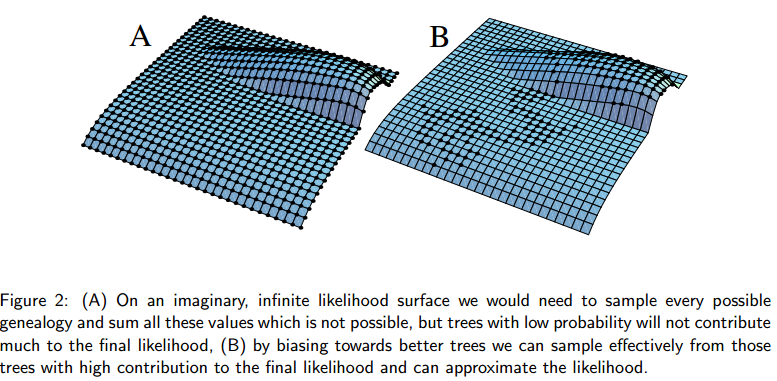 A
B
Figure 2: (A) On an imaginary, infinite likelihood surface we would need to sample every possible
genealogy and sum all these values which is not possible, but trees with low probability will not contribute
much to the final likelihood, (B) by biasing towards better trees we can sample effectively from those
trees with high contribution to the final likelihood and can approximate the likelihood.